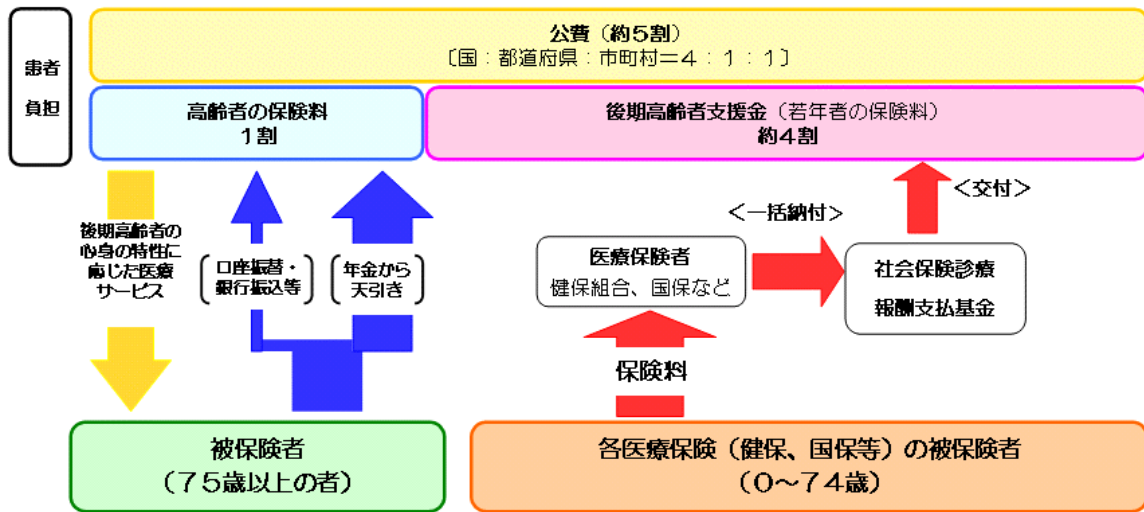 患者
負担
公費（約５割）
〔国：都道府県：市町村＝４：１：１〕
高齢者の保険料
１割
後期高齢者支援金（若年者の保険料）
約４割
後期高齢者の
心身の特性に
応じた医療
サービス
口座振替・
銀行振込等
年金から
天引き
＜交付＞
＜一括納付＞
医療保険者
健保組合、国保など
社会保険診療
報酬支払基金
保険料
被保険者
（７５歳以上の者）
各医療保険（健保、国保等）の被保険者
（０～７４歳）